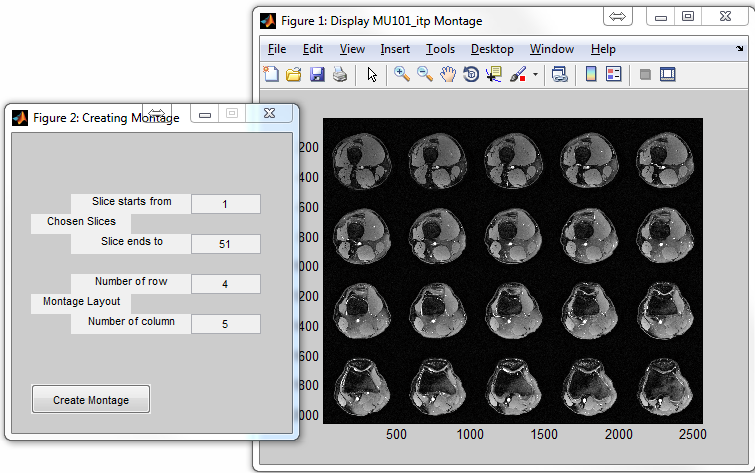 Figure 1: Display MU101_itp Montage
File Edit View Insert Tools Desktop Window Help
Figure 2: Creating Montage
Slice starts from 1
Chosen Slices
Slice ends to 51
Number of row 4
Montage Layout
Number of column 5
Create Montage
200
400
600
800
000
200
400
600
800
000
500 1000 1500 2000 2500